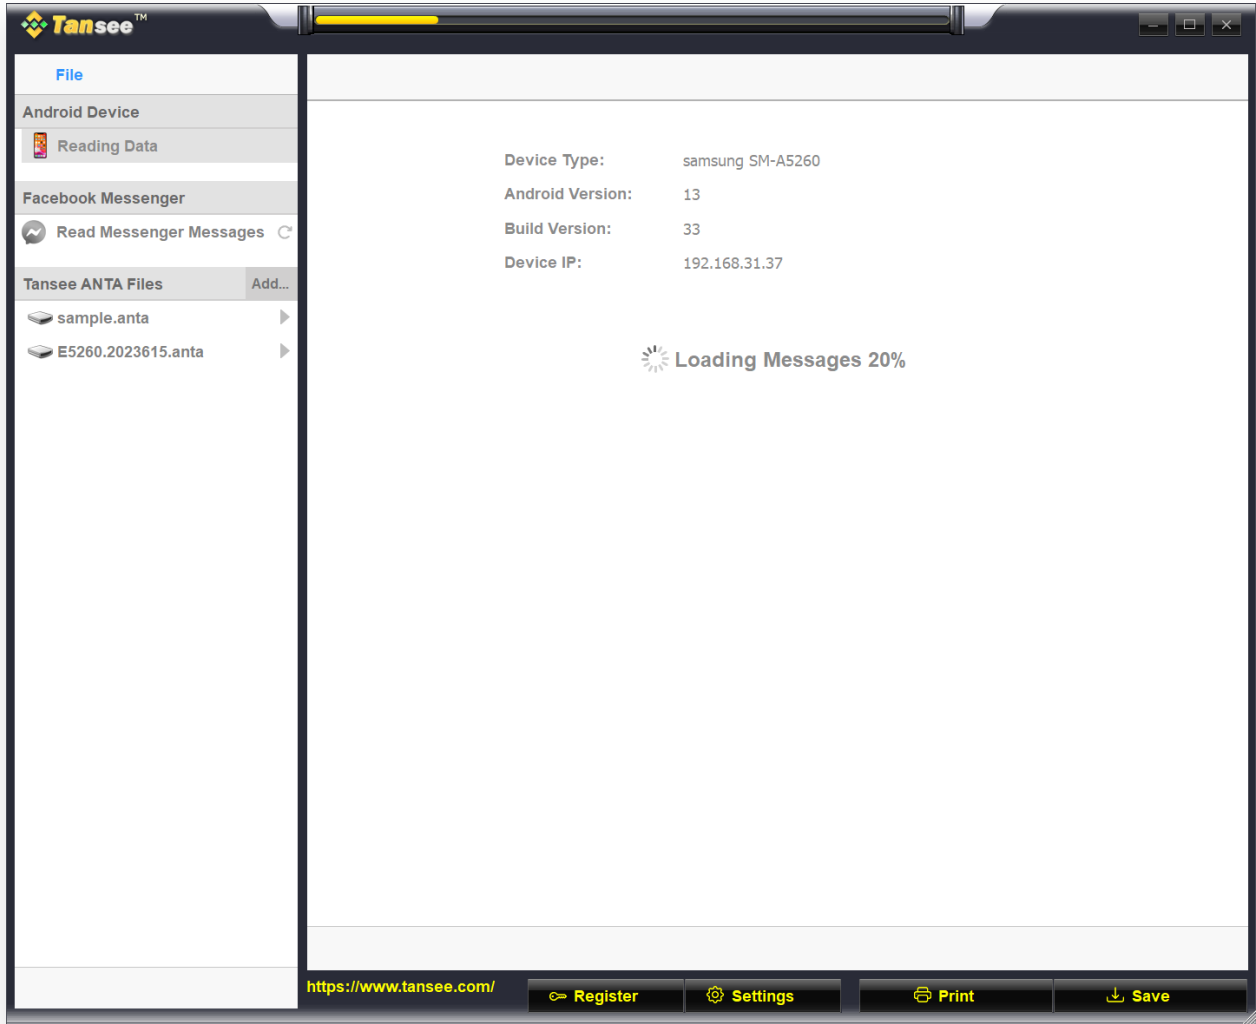 Tansee™
File
Android Device
Reading Data
Facebook Messenger
Read Messenger Messages
Tansee ANTA Files
Add...
sample.anta
E5260.2023615.anta
Device Type: samsung SM-A5260
Android Version: 13
Build Version: 33
Device IP: 192.168.31.37
Loading Messages 20%
https://www.tansee.com/
Register
Settings
Print
Save